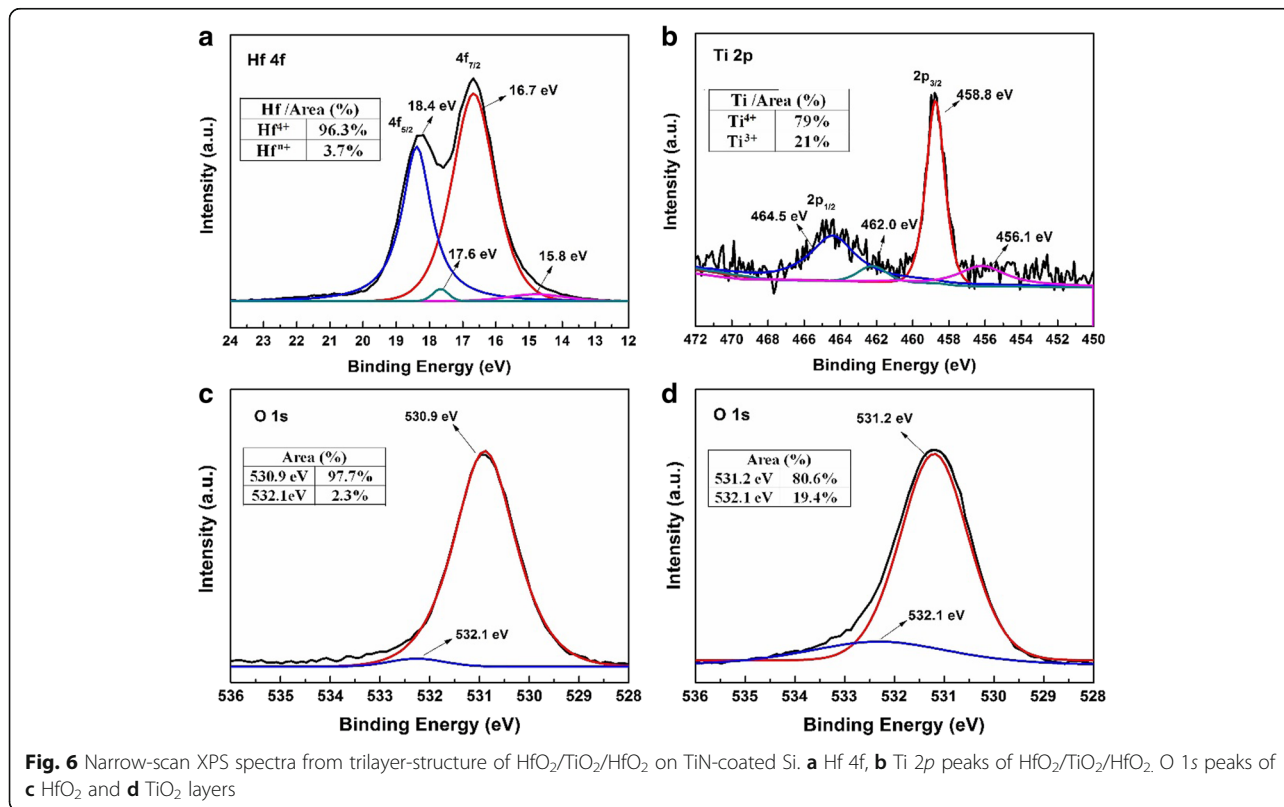 a
Hf 4f
4f7/2
16.7 eV
Hf /Area (%)
Hf4+ 96.3%
Hfn+ 3.7%
18.4 eV
4f5/2
17.6 eV
15.8 eV
Intensity (a.u.)
24 23 22 21 20 19 18 17 16 15 14 13 12
Binding Energy (eV)
b
Ti 2p
2p3/2
458.8 eV
Ti /Area (%)
Ti4+ 79%
Ti3+ 21%
2p1/2
464.5 eV
462.0 eV
456.1 eV
Intensity (a.u.)
472 470 468 466 464 462 460 458 456 454 452 450
Binding Energy (eV)
c
O 1s
530.9 eV
Area (%)
530.9 eV 97.7%
532.1eV 2.3%
532.1 eV
Intensity (a.u.)
536 535 534 533 532 531 530 529 528
Binding Energy (eV)
d
O 1s
531.2 eV
Area (%)
531.2 eV 80.6%
532.1 eV 19.4%
532.1 eV
Intensity (a.u.)
536 535 534 533 532 531 530 529 528
Binding Energy (eV)
Fig. 6 Narrow-scan XPS spectra from trilayer-structure of HfO2/TiO2/HfO2 on TiN-coated Si. a Hf 4f, b Ti 2p peaks of HfO2/TiO2/HfO2. O 1s peaks of
c HfO2 and d TiO2 layers